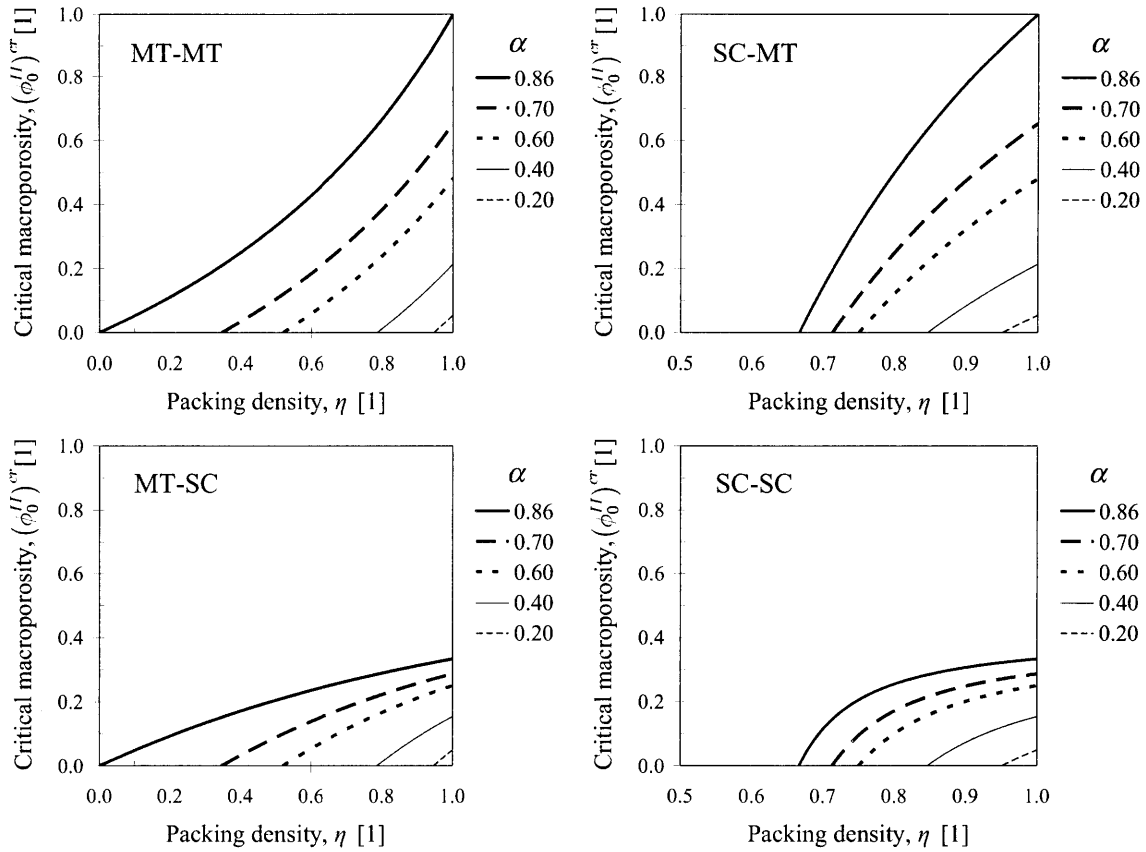 Critical macroporosity, (ϕ₀ᴵᴵ)ᶜʳ [1]
1.0
0.8
0.6
0.4
0.2
0.0
MT-MT
α
0.86
0.70
0.60
0.40
0.20
0.0 0.2 0.4 0.6 0.8 1.0
Packing density, η [1]
Critical macroporosity, (ϕ₀ᴵᴵ)ᶜʳ [1]
1.0
0.8
0.6
0.4
0.2
0.0
SC-MT
α
0.86
0.70
0.60
0.40
0.20
0.5 0.6 0.7 0.8 0.9 1.0
Packing density, η [1]
Critical macroporosity, (ϕ₀ᴵᴵ)ᶜʳ [1]
1.0
0.8
0.6
0.4
0.2
0.0
MT-SC
α
0.86
0.70
0.60
0.40
0.20
0.0 0.2 0.4 0.6 0.8 1.0
Packing density, η [1]
Critical macroporosity, (ϕ₀ᴵᴵ)ᶜʳ [1]
1.0
0.8
0.6
0.4
0.2
0.0
SC-SC
α
0.86
0.70
0.60
0.40
0.20
0.5 0.6 0.7 0.8 0.9 1.0
Packing density, η [1]